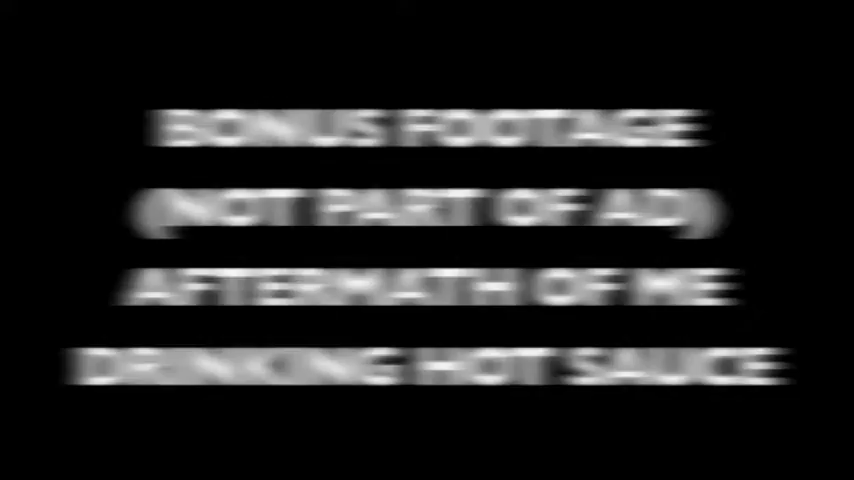 BONUS FOOTAGE
(NOT PART OF AD)
AFTERMATH OF ME
DRINKING HOT SAUCE